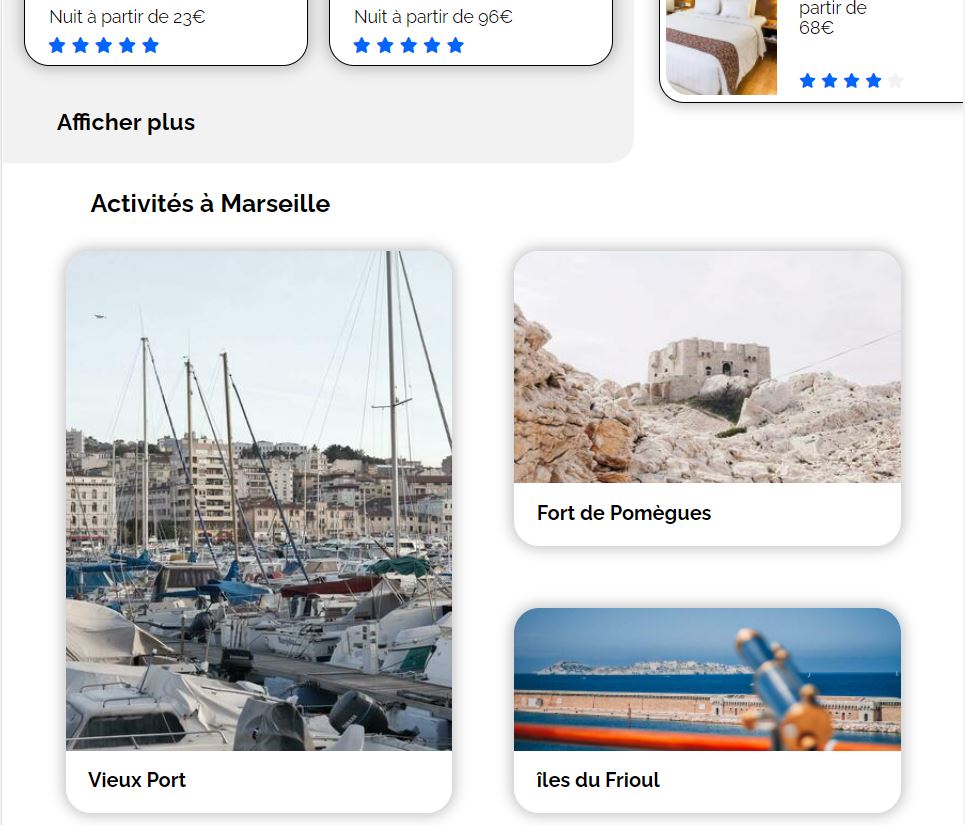 Nuit à partir de 23€
Nuit à partir de 96€
partir de
68€
Afficher plus
Activités à Marseille
Fort de Pomègues
Vieux Port
îles du Frioul